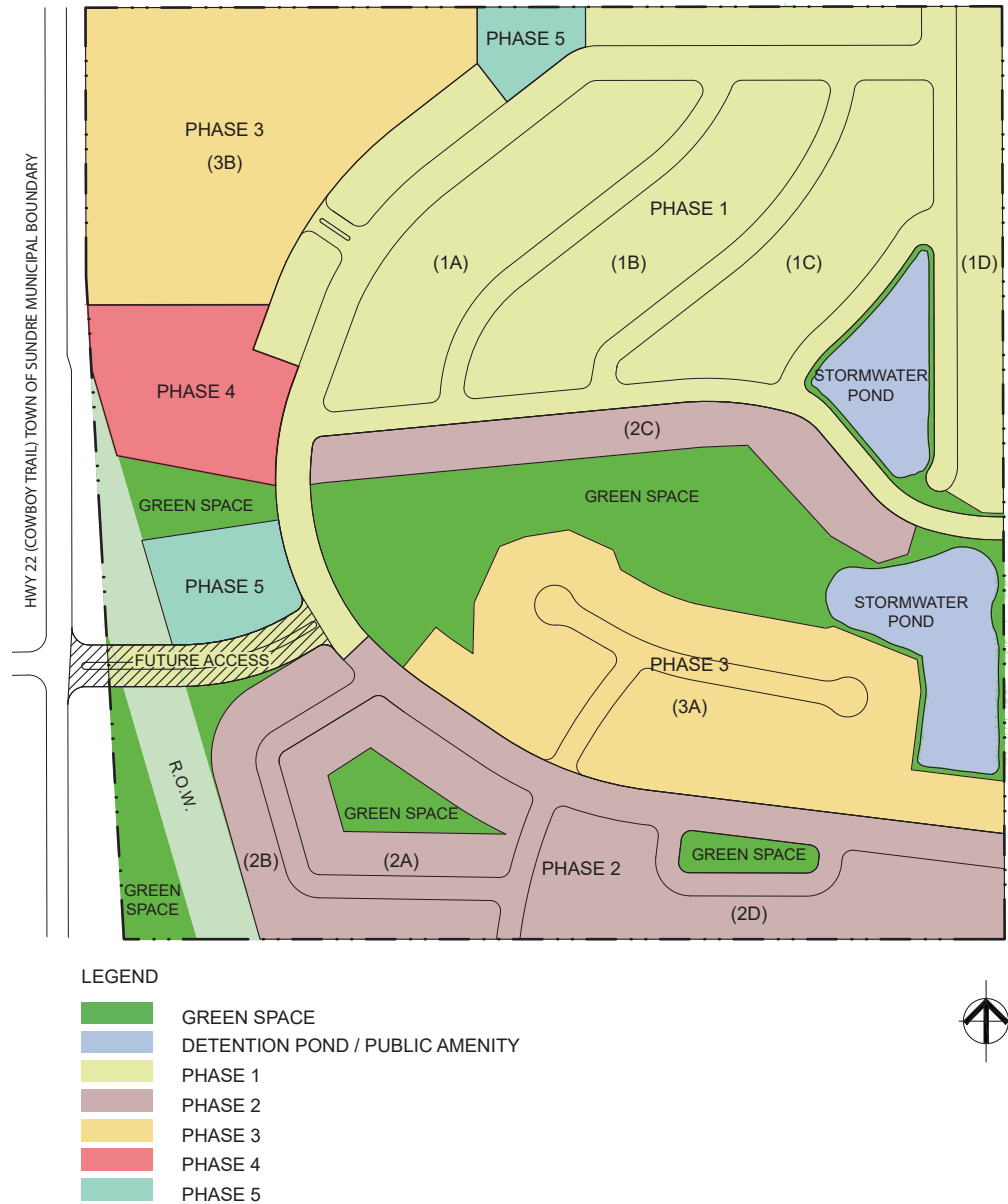 PHASE 5
PHASE 3
(3B)
PHASE 1
(1A)
(1B)
(1C)
(1D)
HWY 22 (COWBOY TRAIL) TOWN OF SUNDRE MUNICIPAL BOUNDARY
STORMWATER
POND
PHASE 4
(2C)
GREEN SPACE
GREEN SPACE
PHASE 5
STORMWATER
POND
FUTURE ACCESS
PHASE 3
(3A)
R.O.W.
GREEN SPACE
(2B)
(2A)
PHASE 2
GREEN SPACE
GREEN
SPACE
(2D)
LEGEND
GREEN SPACE
DETENTION POND / PUBLIC AMENITY
PHASE 1
PHASE 2
PHASE 3
PHASE 4
PHASE 5